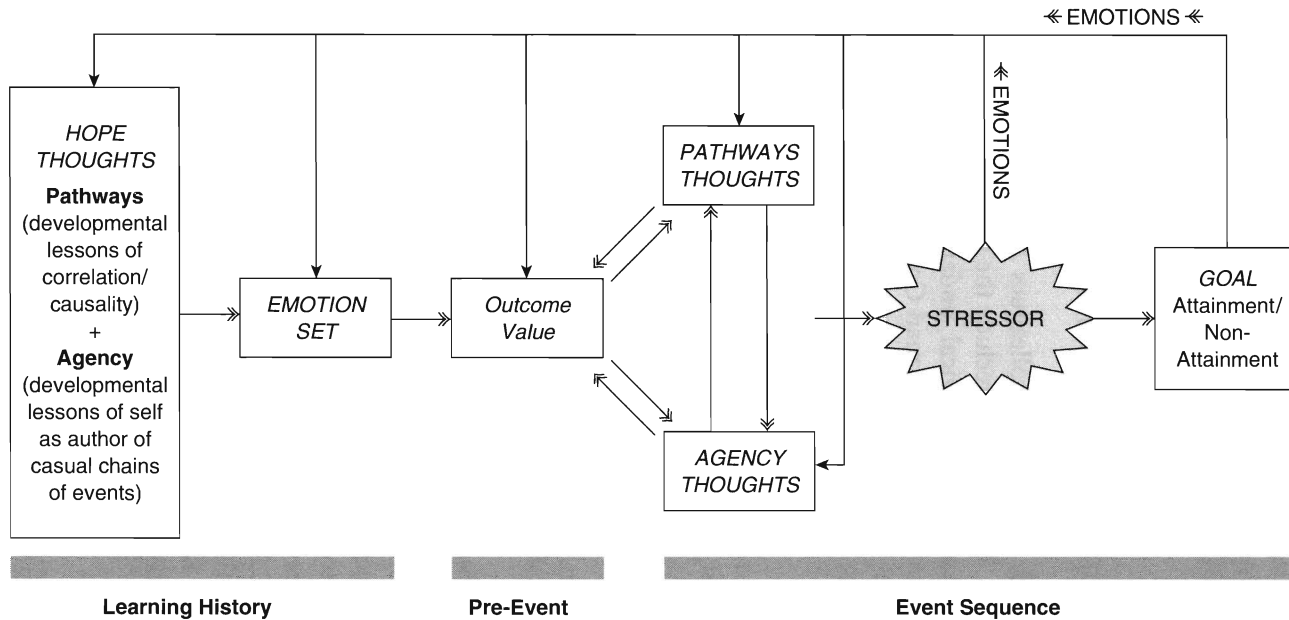 EMOTIONS
EMOTIONS
HOPE
THOUGHTS
Pathways
(developmental
lessons of
correlation/
causality)
+
Agency
(developmental
lessons of self
as author of
casual chains
of events)
EMOTION
SET
Outcome
Value
PATHWAYS
THOUGHTS
AGENCY
THOUGHTS
STRESSOR
GOAL
Attainment/
Non-
Attainment
Learning History
Pre-Event
Event Sequence